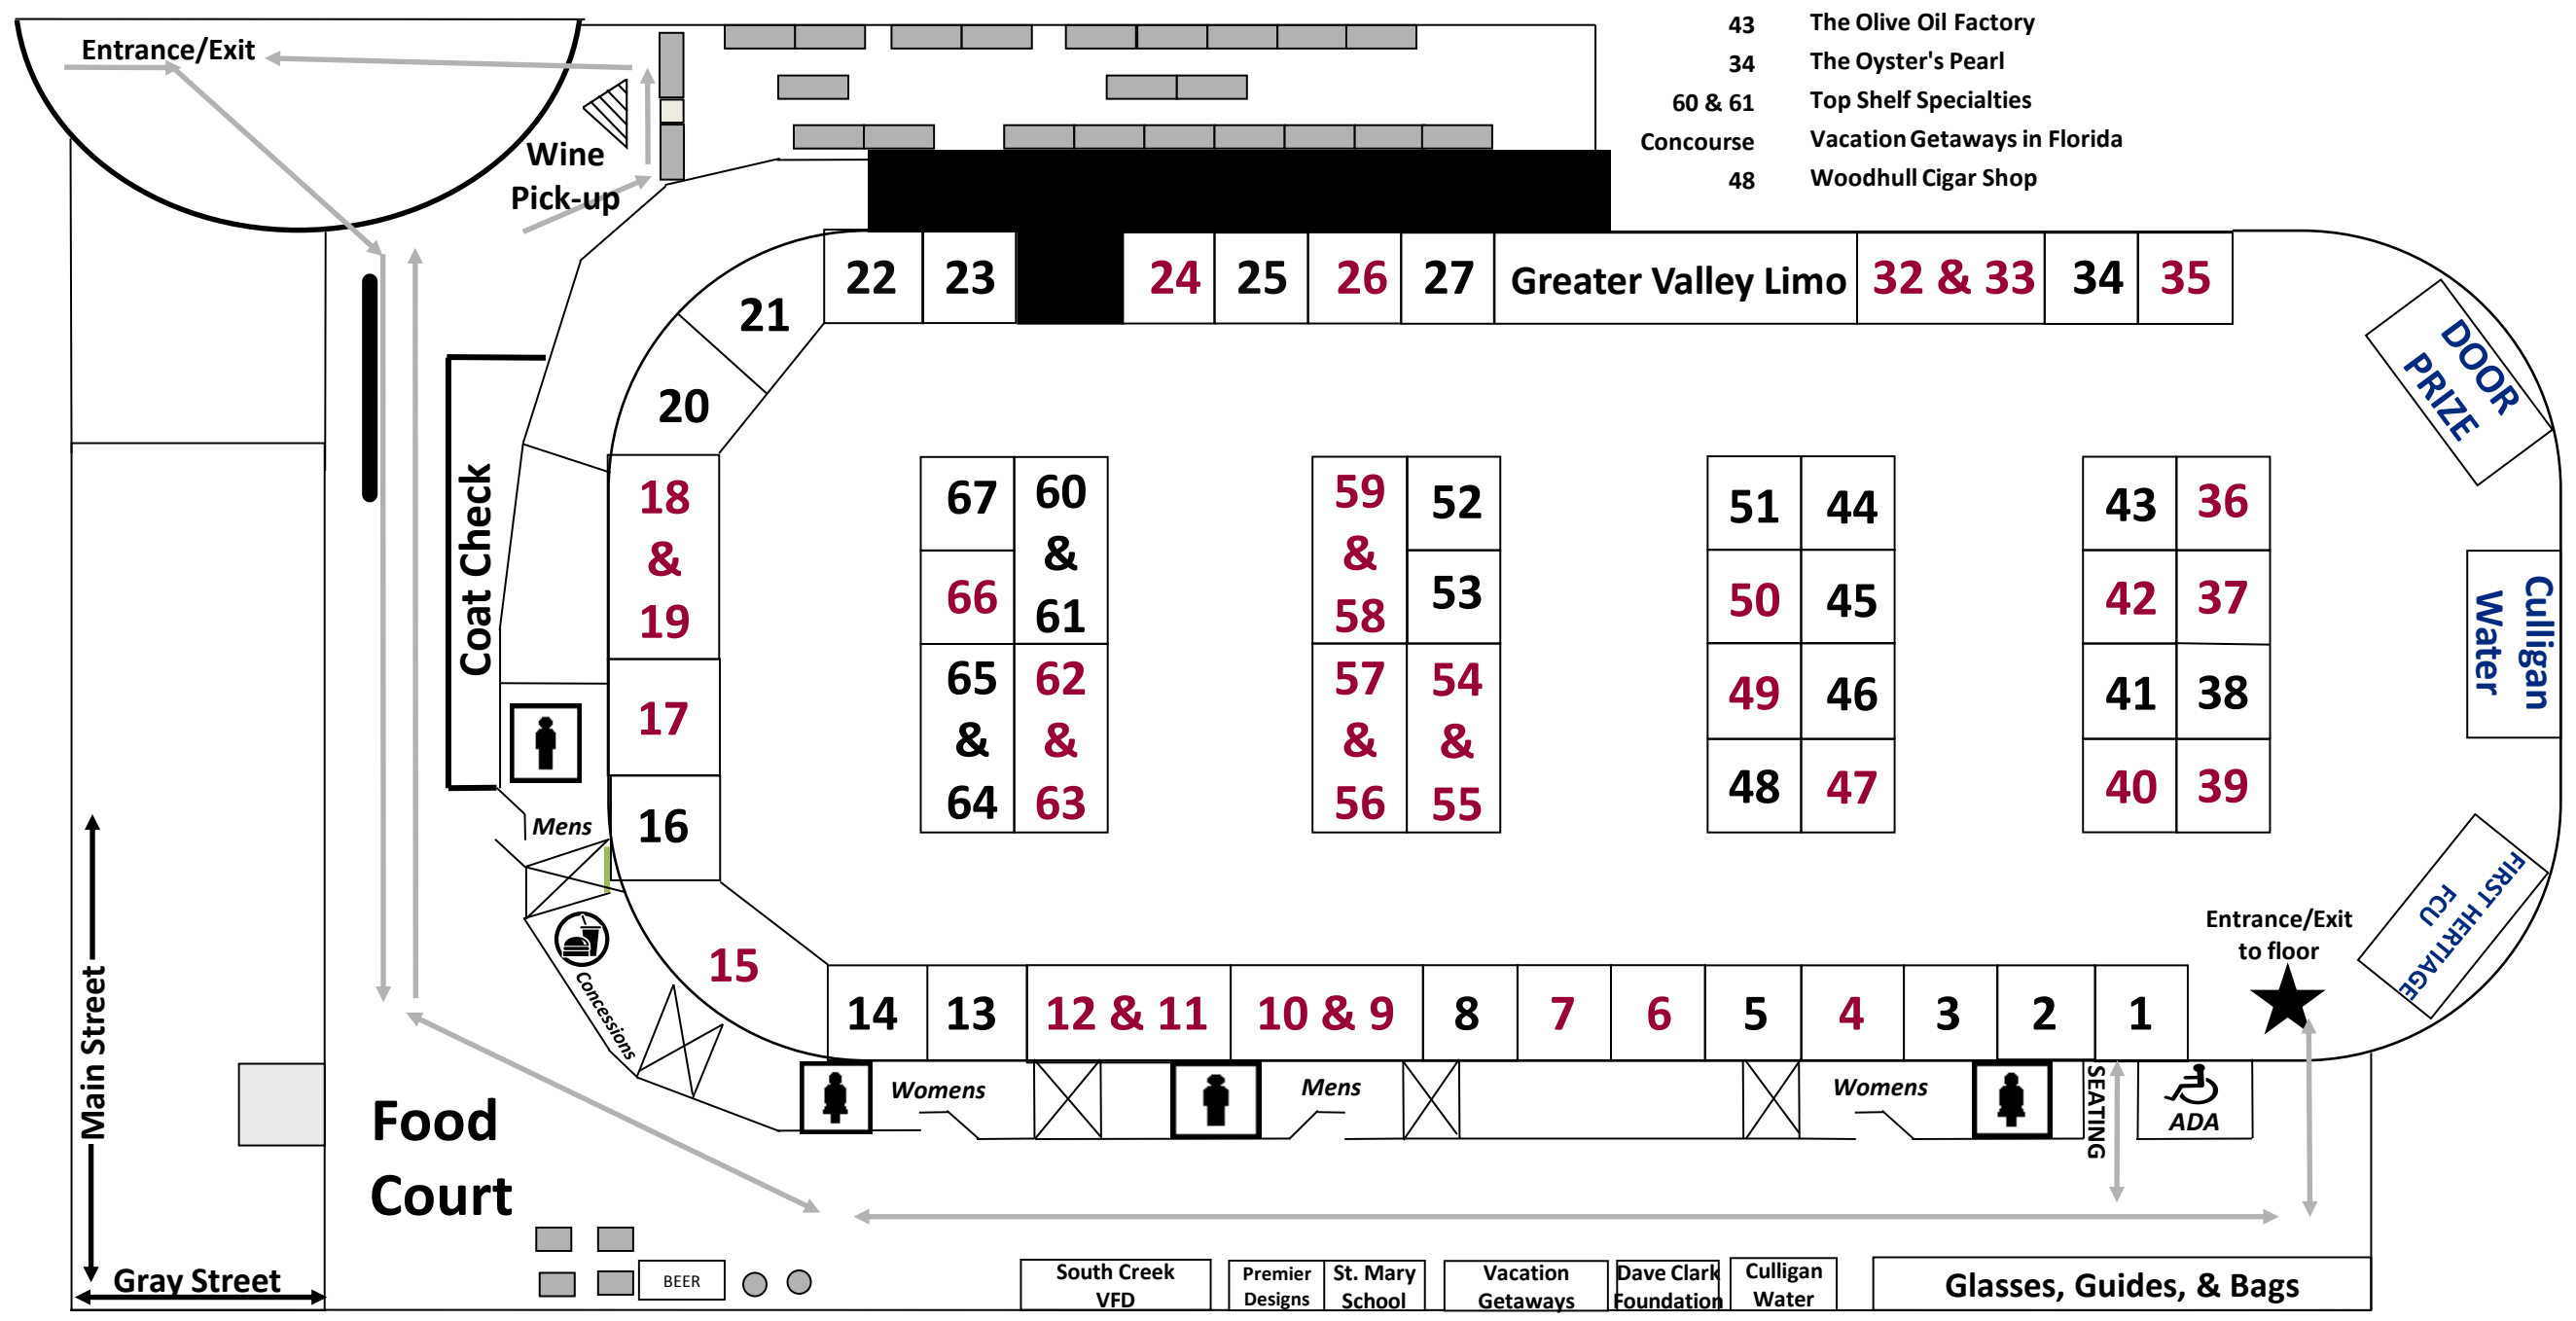 43 The Olive Oil Factory
34 The Oyster's Pearl
60 & 61 Top Shelf Specialties
Concourse Vacation Getaways in Florida
48 Woodhull Cigar Shop
Entrance/Exit
Wine
Pick-up
22 23 24 25 26 27 Greater Valley Limo 32 & 33 34 35
21
20
DOOR
PRIZE
Coat Check
18
&
19
17
16
15
67
66
65
&
64
60
&
61
62
&
63
59
&
58
57
&
56
52
53
54
&
55
51 44
50 45
49 46
48 47
43 36
42 37
41 38
40 39
Culligan
Water
FIRST HERTIAGE
FCU
Entrance/Exit
to floor
Mens
Concessions
14 13 12 & 11 10 & 9 8 7 6 5 4 3 2 1
Womens
Mens
Womens
SEATING
ADA
Main Street
Gray Street
Food
Court
BEER
South Creek
VFD
Premier
Designs
St. Mary
School
Vacation
Getaways
Dave Clark
Foundation
Culligan
Water
Glasses, Guides, & Bags